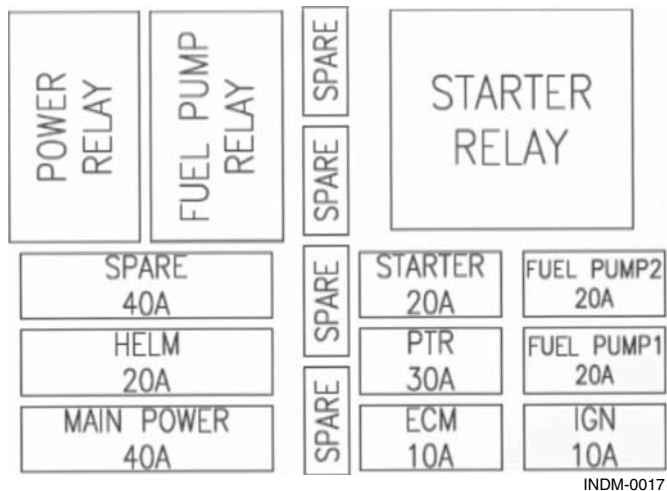 POWER
RELAY
FUEL PUMP
RELAY
SPARE
STARTER
RELAY
SPARE
SPARE
40A
SPARE
STARTER
20A
FUEL PUMP2
20A
HELM
20A
PTR
30A
FUEL PUMP1
20A
MAIN POWER
40A
SPARE
ECM
10A
IGN
10A
INDM-0017